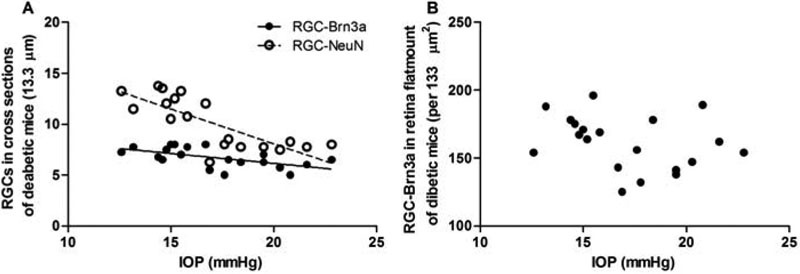 A
RGC-Brn3a
RGC-NeuN
RGCs in cross sections
of deabetic mice (13.3 μm)
20
15
10
5
0
10 15 20 25
IOP (mmHg)
B
RGC-Brn3a in retina flatmount
of dibetic mice (per 133 μm²)
250
200
150
100
10 15 20 25
IOP (mmHg)